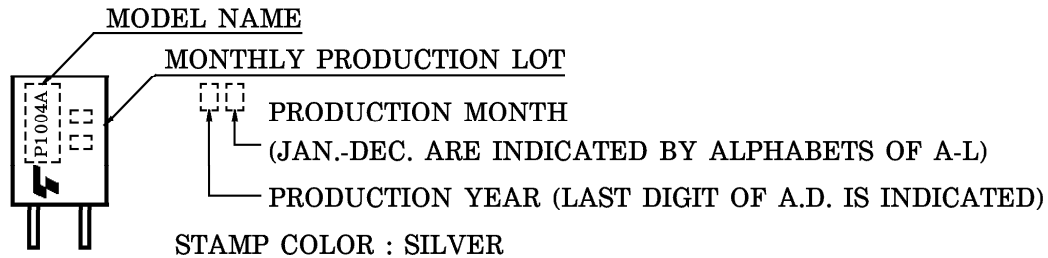 MODEL NAME
MONTHLY PRODUCTION LOT
P1004A
PRODUCTION MONTH
(JAN.-DEC. ARE INDICATED BY ALPHABETS OF A-L)
PRODUCTION YEAR (LAST DIGIT OF A.D. IS INDICATED)
STAMP COLOR : SILVER